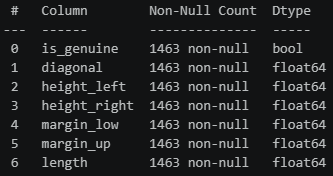 #   Column        Non-Null Count  Dtype
---  ------        --------------  -----
0   is_genuine    1463 non-null   bool
1   diagonal      1463 non-null   float64
2   height_left   1463 non-null   float64
3   height_right  1463 non-null   float64
4   margin_low    1463 non-null   float64
5   margin_up     1463 non-null   float64
6   length        1463 non-null   float64